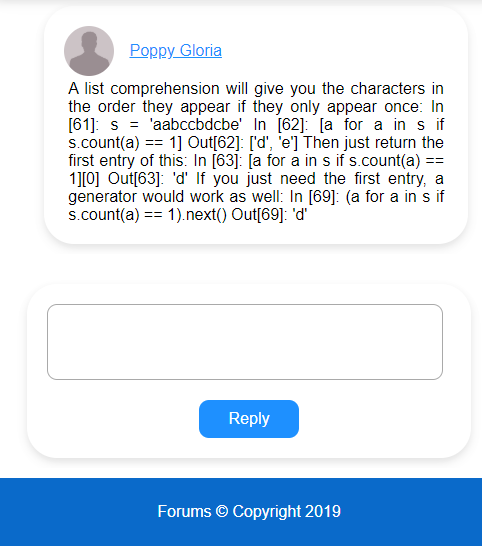 Poppy Gloria
A list comprehension will give you the characters in
the order they appear if they only appear once: In
[61]: s = 'aabccbdcbe' In [62]: [a for a in s if
s.count(a) == 1] Out[62]: ['d', 'e'] Then just return the
first entry of this: In [63]: [a for a in s if s.count(a) ==
1][0] Out[63]: 'd' If you just need the first entry, a
generator would work as well: In [69]: (a for a in s if
s.count(a) == 1).next() Out[69]: 'd'
Reply
Forums © Copyright 2019